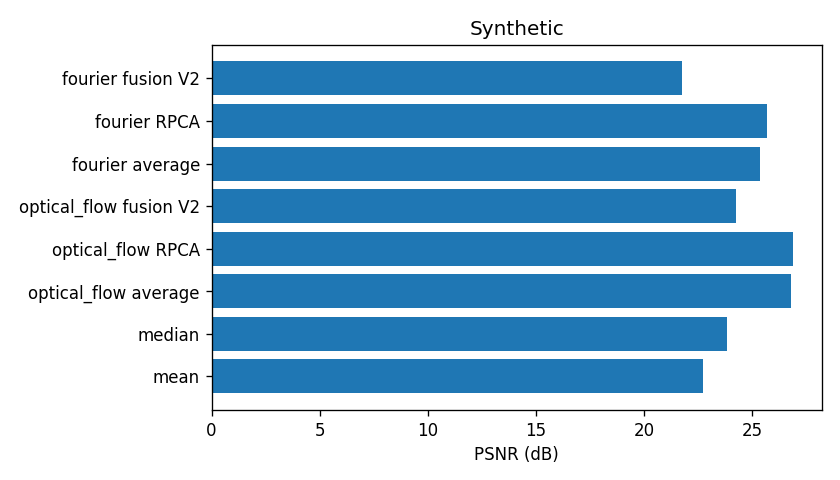 Synthetic
fourier fusion V2
fourier RPCA
fourier average
optical_flow fusion V2
optical_flow RPCA
optical_flow average
median
mean
0 5 10 15 20 25
PSNR (dB)